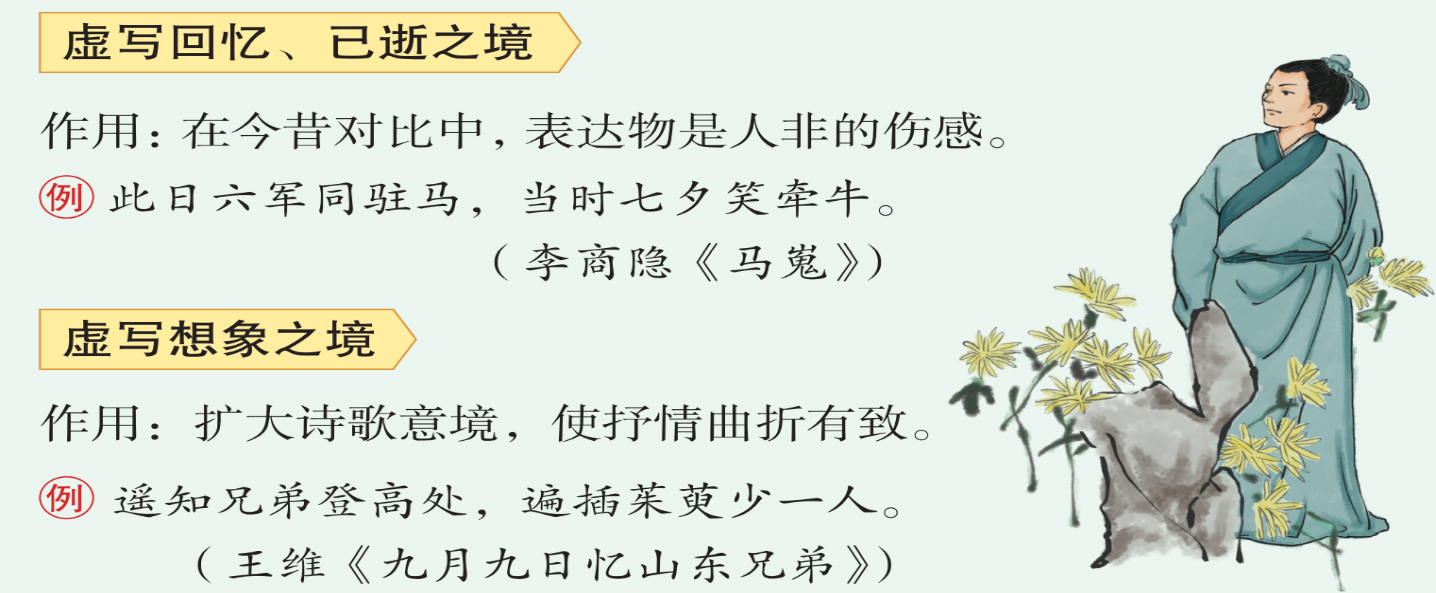 虚写回忆、已逝之境
作用：在今昔对比中，表达物是人非的伤感。
例 此日六军同驻马，当时七夕笑牵牛。
（李商隐《马嵬》）
虚写想象之境
作用：扩大诗歌意境，使抒情曲折有致。
例 遥知兄弟登高处，遍插茱萸少一人。
（王维《九月九日忆山东兄弟》）